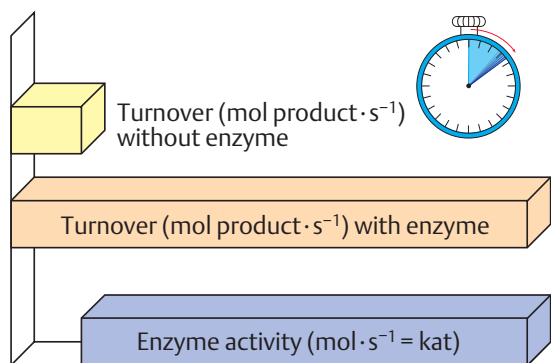 Turnover (mol product·s⁻¹)
without enzyme
Turnover (mol product·s⁻¹) with enzyme
Enzyme activity (mol·s⁻¹ = kat)